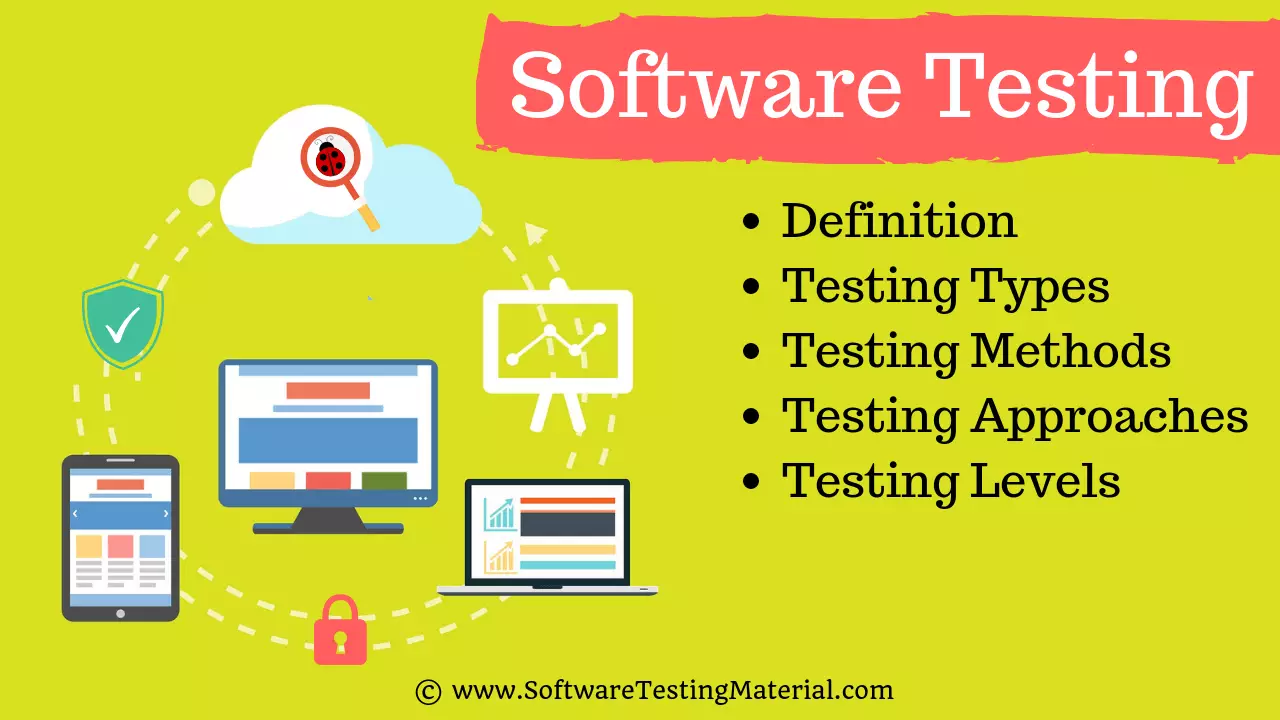 Software Testing
• Definition
• Testing Types
• Testing Methods
• Testing Approaches
• Testing Levels
© www.SoftwareTestingMaterial.com